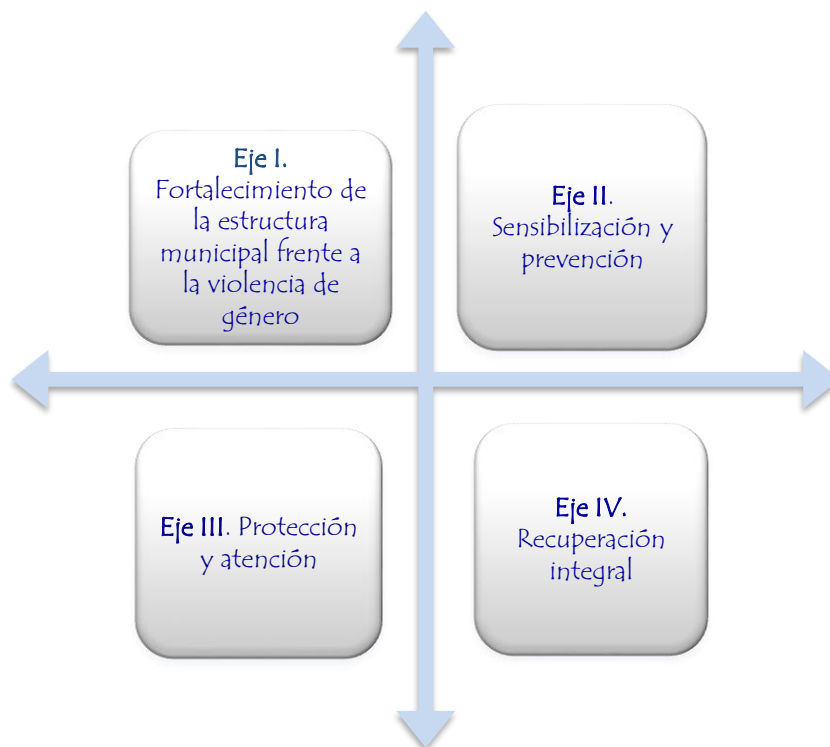 Eje I.
Fortalecimiento de
la estructura
municipal frente a
la violencia de
género
Eje II.
Sensibilización y
prevención
Eje III. Protección
y atención
Eje IV.
Recuperación
integral